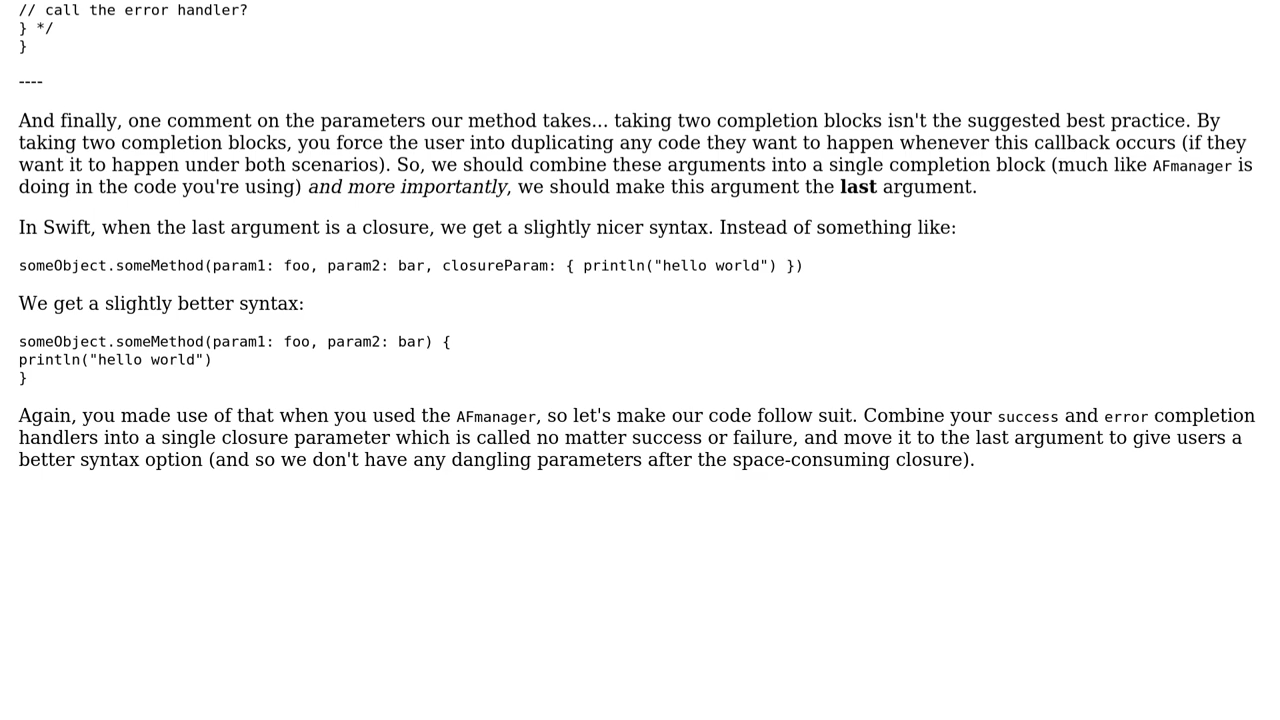 // call the error handler?
} */
}
----
And finally, one comment on the parameters our method takes... taking two completion blocks isn't the suggested best practice. By
taking two completion blocks, you force the user into duplicating any code they want to happen whenever this callback occurs (if they
want it to happen under both scenarios). So, we should combine these arguments into a single completion block (much like AFmanager is
doing in the code you're using) and more importantly, we should make this argument the last argument.
In Swift, when the last argument is a closure, we get a slightly nicer syntax. Instead of something like:
someObject.someMethod(param1: foo, param2: bar, closureParam: { println("hello world") })
We get a slightly better syntax:
someObject.someMethod(param1: foo, param2: bar) {
println("hello world")
}
Again, you made use of that when you used the AFmanager, so let's make our code follow suit. Combine your success and error completion
handlers into a single closure parameter which is called no matter success or failure, and move it to the last argument to give users a
better syntax option (and so we don't have any dangling parameters after the space-consuming closure).